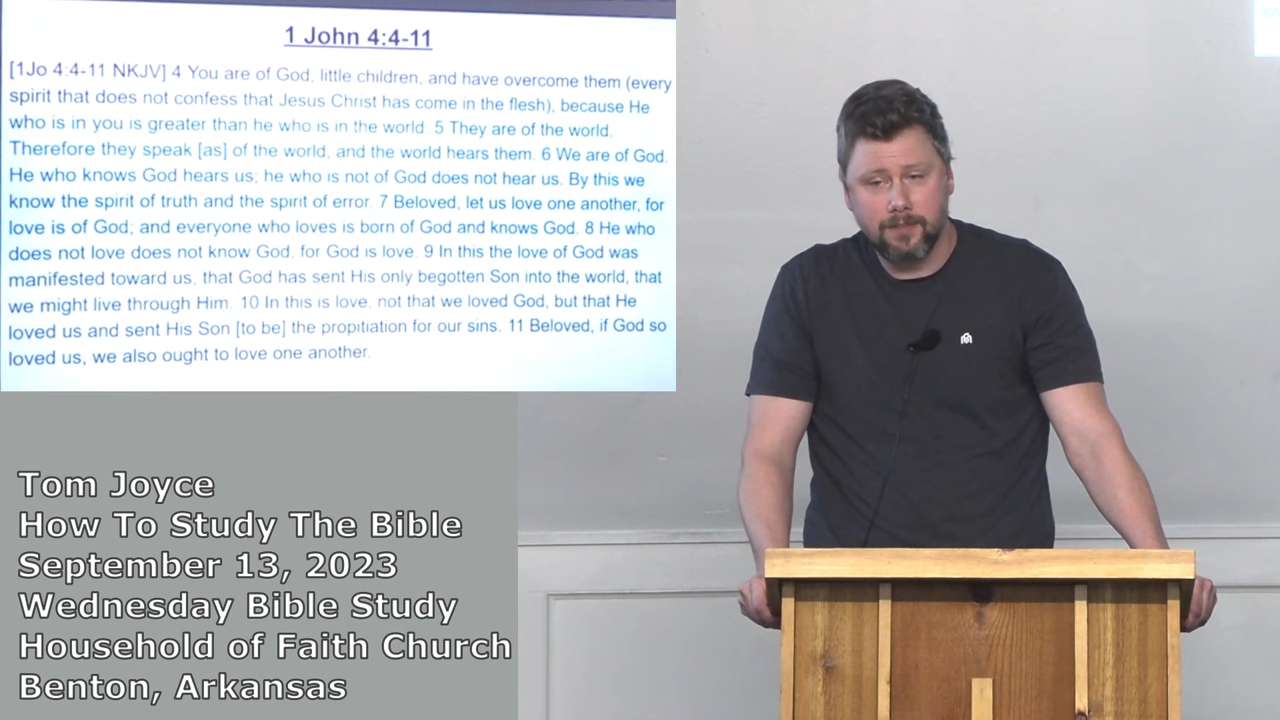 1 John 4:4-11
[1Jo 4:4-11 NKJV] 4 You are of God, little children, and have overcome them (every
spirit that does not confess that Jesus Christ has come in the flesh), because He
who is in you is greater than he who is in the world. 5 They are of the world.
Therefore they speak [as] of the world, and the world hears them. 6 We are of God.
He who knows God hears us; he who is not of God does not hear us. By this we
know the spirit of truth and the spirit of error. 7 Beloved, let us love one another, for
love is of God; and everyone who loves is born of God and knows God. 8 He who
does not love does not know God, for God is love. 9 In this the love of God was
manifested toward us, that God has sent His only begotten Son into the world, that
we might live through Him. 10 In this is love, not that we loved God, but that He
loved us and sent His Son [to be] the propitiation for our sins. 11 Beloved, if God so
loved us, we also ought to love one another.
Tom Joyce
How To Study The Bible
September 13, 2023
Wednesday Bible Study
Household of Faith Church
Benton, Arkansas